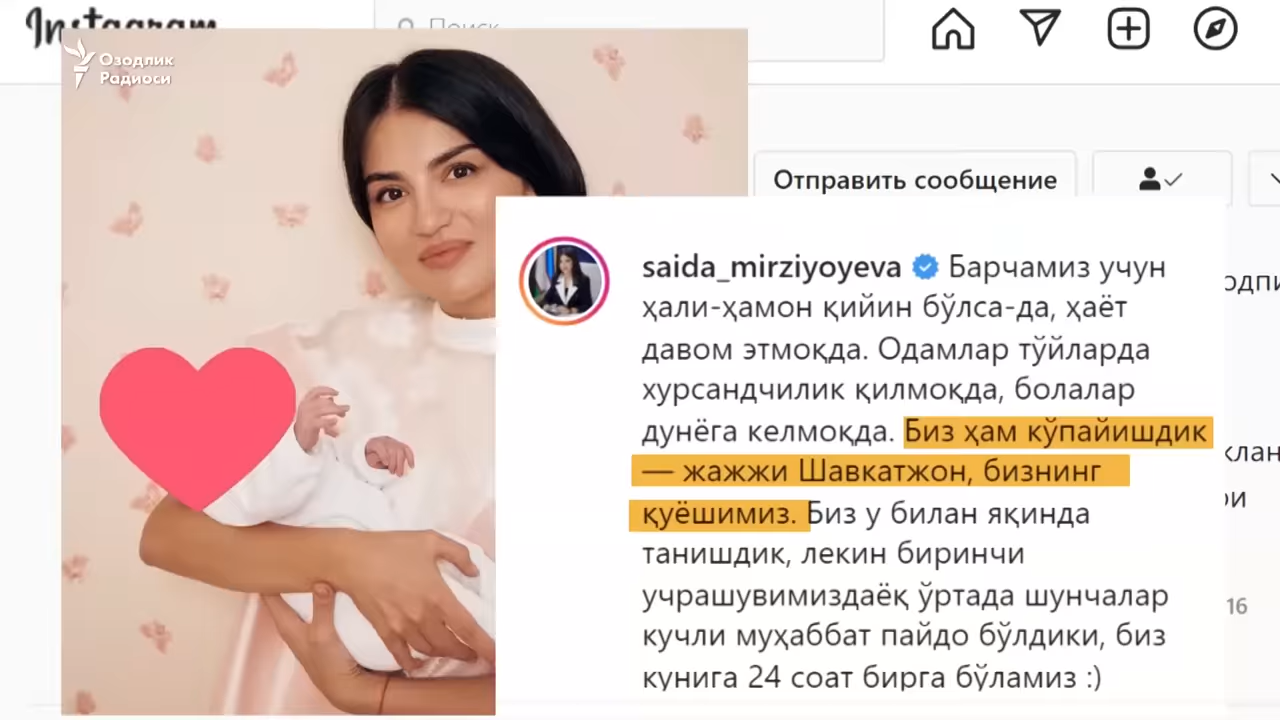 Instagram
Поиск
Озодлик
Радиоси
Отправить сообщение
saida_mirziyoyeva Барчамиз учун
ҳали-ҳамон қийин бўлса-да, ҳаёт
давом этмоқда. Одамлар тўйларда
хурсандчилик қилмоқда, болалар
дунёга келмоқда. Биз ҳам кўпайишдик
— жажжи Шавкатжон, бизнинг
қуёшимиз. Биз у билан яқинда
танишдик, лекин биринчи
учрашувимиздаёқ ўртада шунчалар
кучли муҳаббат пайдо бўлдики, биз
кунига 24 соат бирга бўламиз :)
16